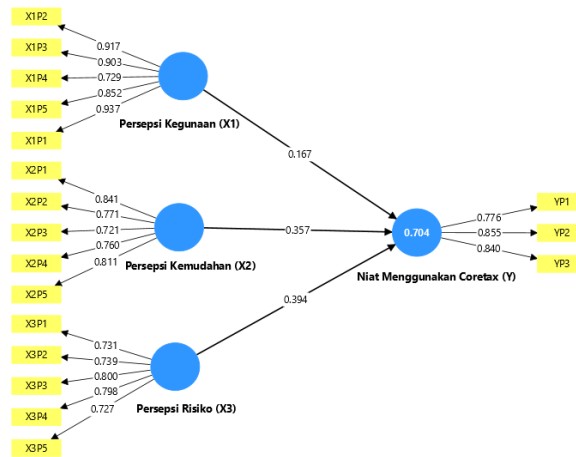 X1P2
X1P3
X1P4
X1P5
X1P1
0.917
0.903
0.729
0.852
0.937
Persepsi Kegunaan (X1)
0.167
X2P1
X2P2
X2P3
X2P4
X2P5
0.841
0.771
0.721
0.760
0.811
Persepsi Kemudahan (X2)
0.357
X3P1
X3P2
X3P3
X3P4
X3P5
0.731
0.739
0.800
0.798
0.727
Persepsi Risiko (X3)
0.394
0.704
Niat Menggunakan Coretax (Y)
0.776
0.855
0.840
YP1
YP2
YP3